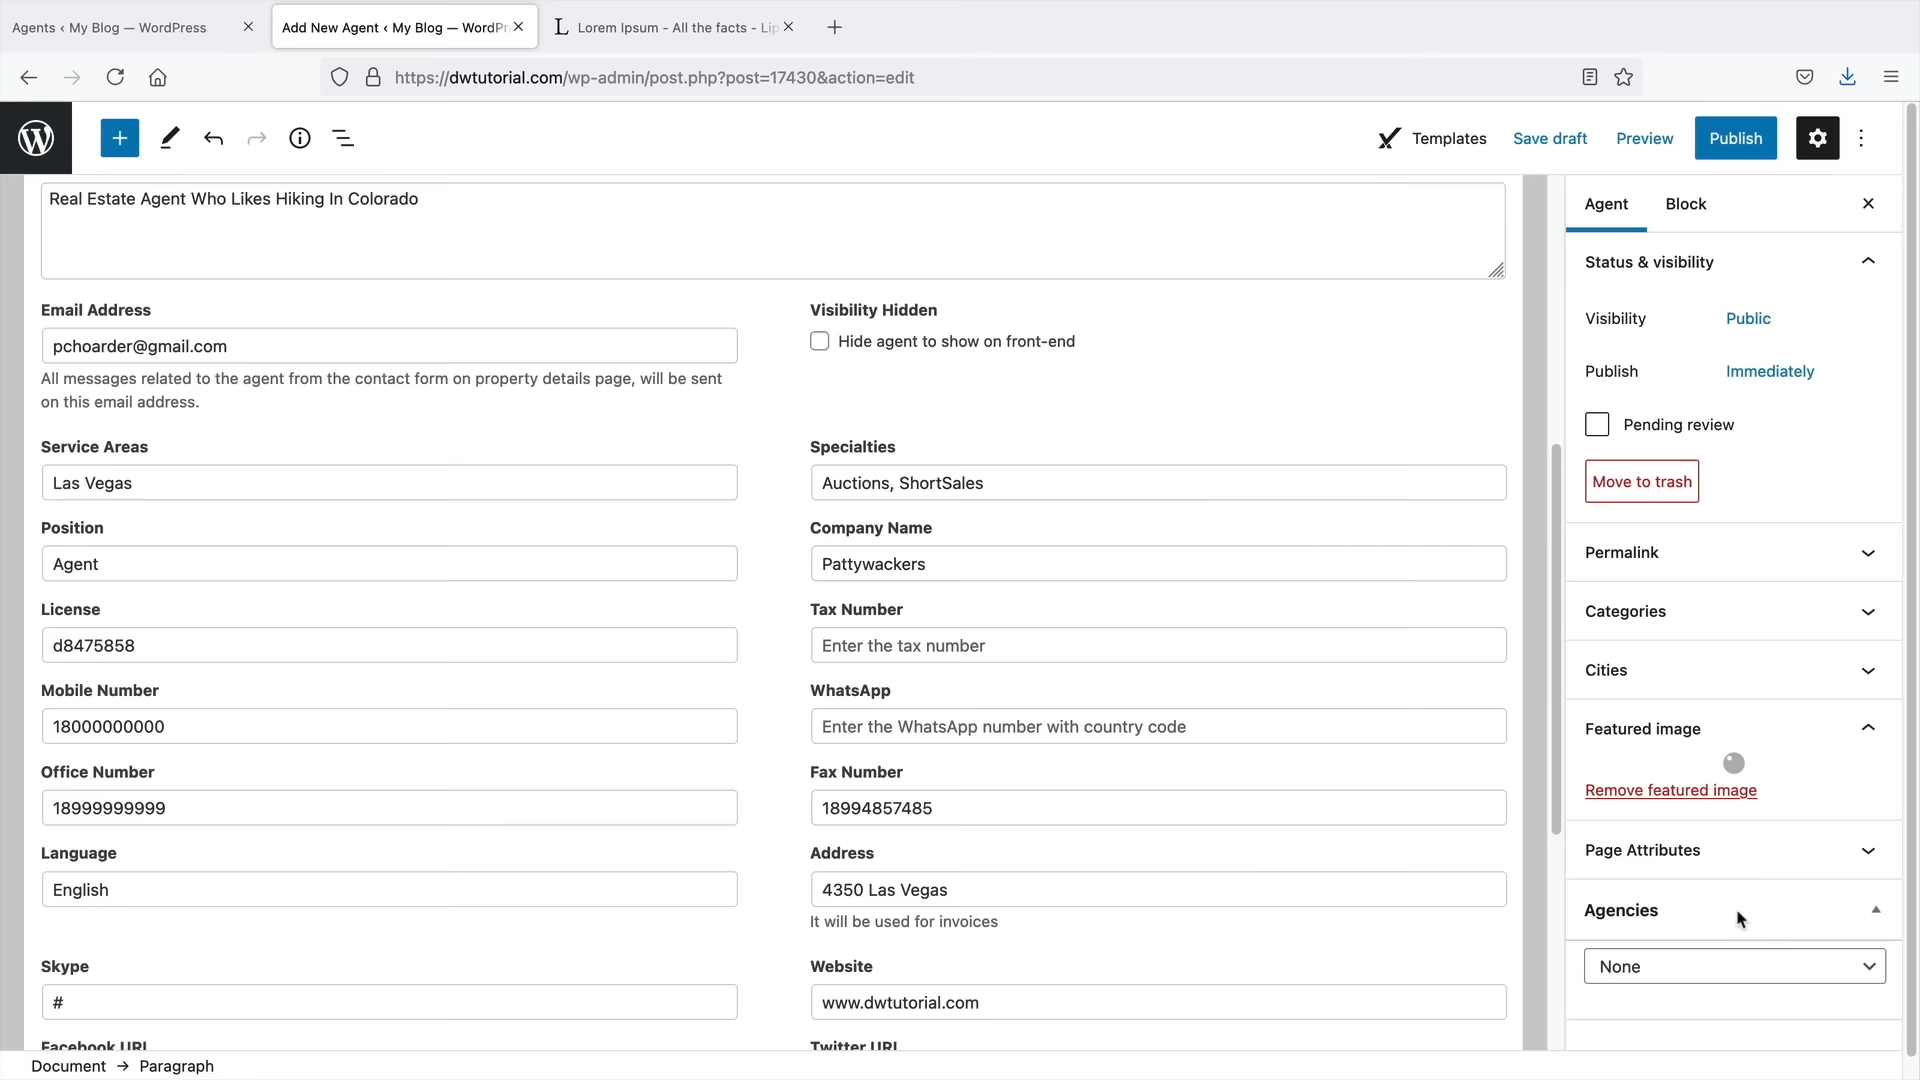 Agents ‹ My Blog — WordPress
Add New Agent ‹ My Blog — WordPr
Lorem Ipsum - All the facts - Lip
https://dwtutorial.com/wp-admin/post.php?post=17430&action=edit
Templates
Save draft
Preview
Publish
Real Estate Agent Who Likes Hiking In Colorado
Email Address
pchoarder@gmail.com
All messages related to the agent from the contact form on property details page, will be sent
on this email address.
Visibility Hidden
Hide agent to show on front-end
Service Areas
Las Vegas
Specialties
Auctions, ShortSales
Position
Agent
Company Name
Pattywackers
License
d8475858
Tax Number
Enter the tax number
Mobile Number
18000000000
WhatsApp
Enter the WhatsApp number with country code
Office Number
18999999999
Fax Number
18994857485
Language
English
Address
4350 Las Vegas
It will be used for invoices
Skype
#
Website
www.dwtutorial.com
Facebook URL
Twitter URL
Document → Paragraph
Agent
Block
Status & visibility
Visibility
Public
Publish
Immediately
Pending review
Move to trash
Permalink
Categories
Cities
Featured image
Remove featured image
Page Attributes
Agencies
None